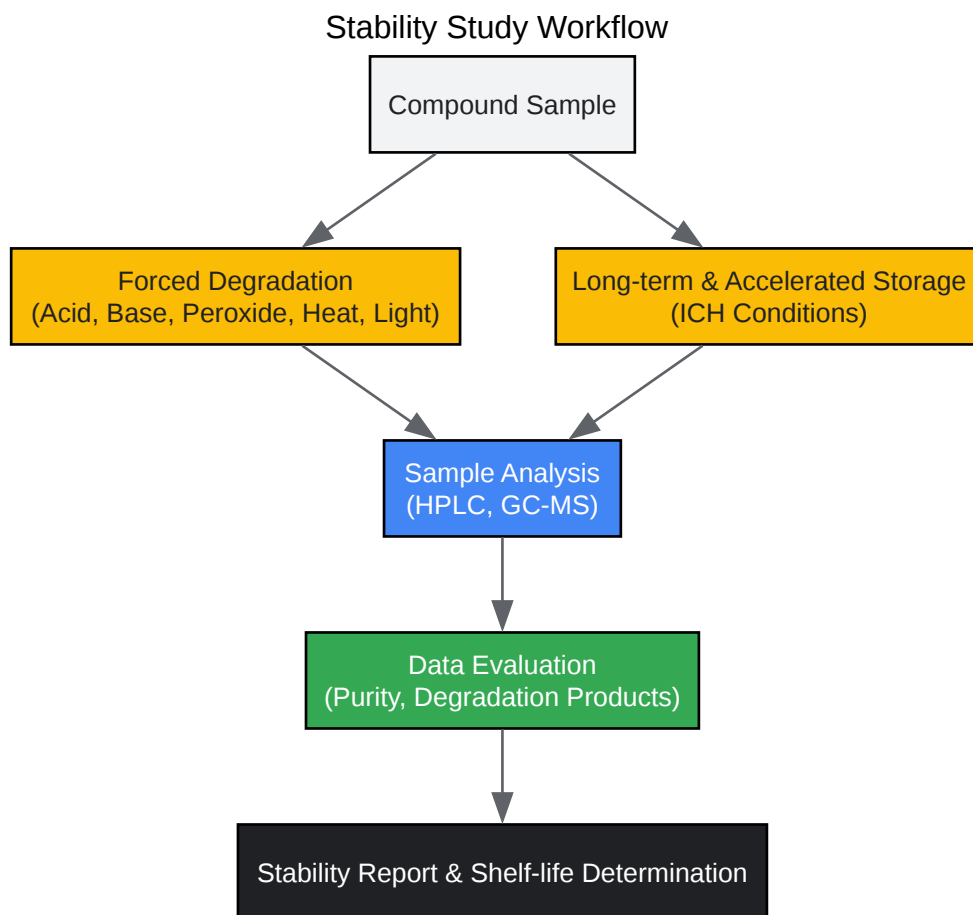 Stability Study Workflow
Compound Sample
Forced Degradation
(Acid, Base, Peroxide, Heat, Light)
Long-term & Accelerated Storage
(ICH Conditions)
Sample Analysis
(HPLC, GC-MS)
Data Evaluation
(Purity, Degradation Products)
Stability Report & Shelf-life Determination